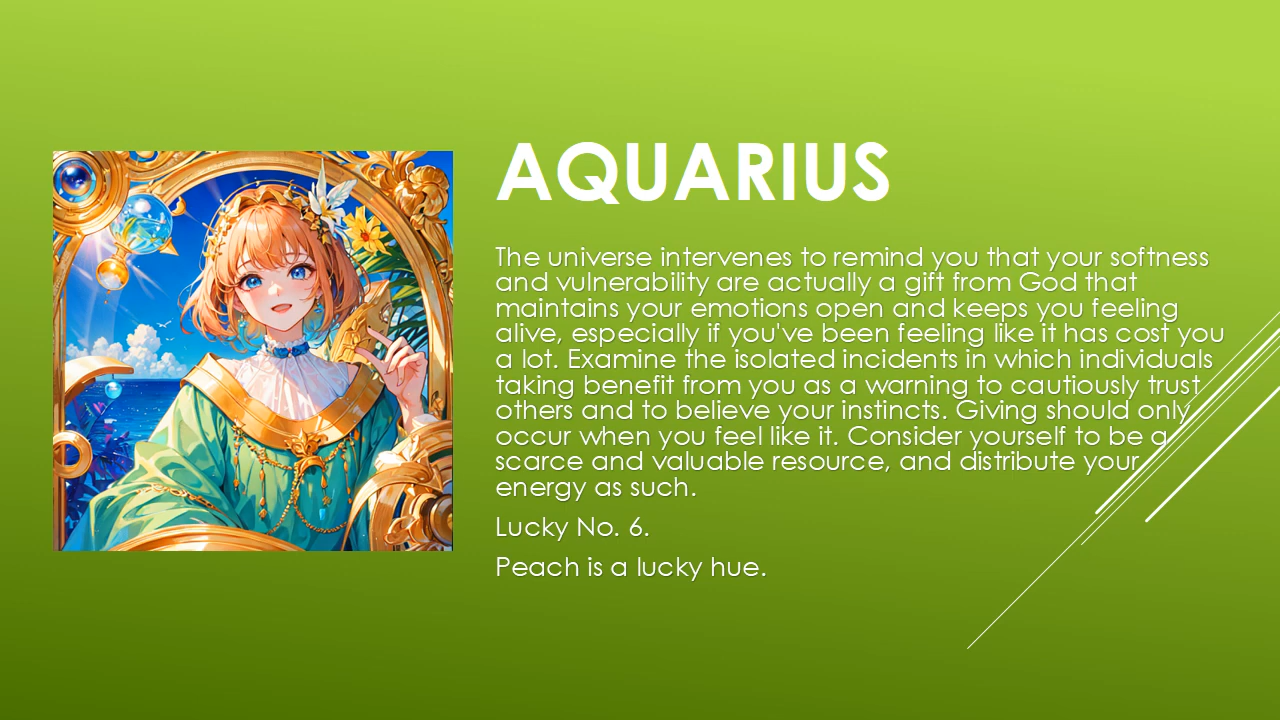 AQUARIUS
The universe intervenes to remind you that your softness
and vulnerability are actually a gift from God that
maintains your emotions open and keeps you feeling
alive, especially if you've been feeling like it has cost you
a lot. Examine the isolated incidents in which individuals
taking benefit from you as a warning to cautiously trust
others and to believe your instincts. Giving should only
occur when you feel like it. Consider yourself to be a
scarce and valuable resource, and distribute your
energy as such.
Lucky No. 6.
Peach is a lucky hue.